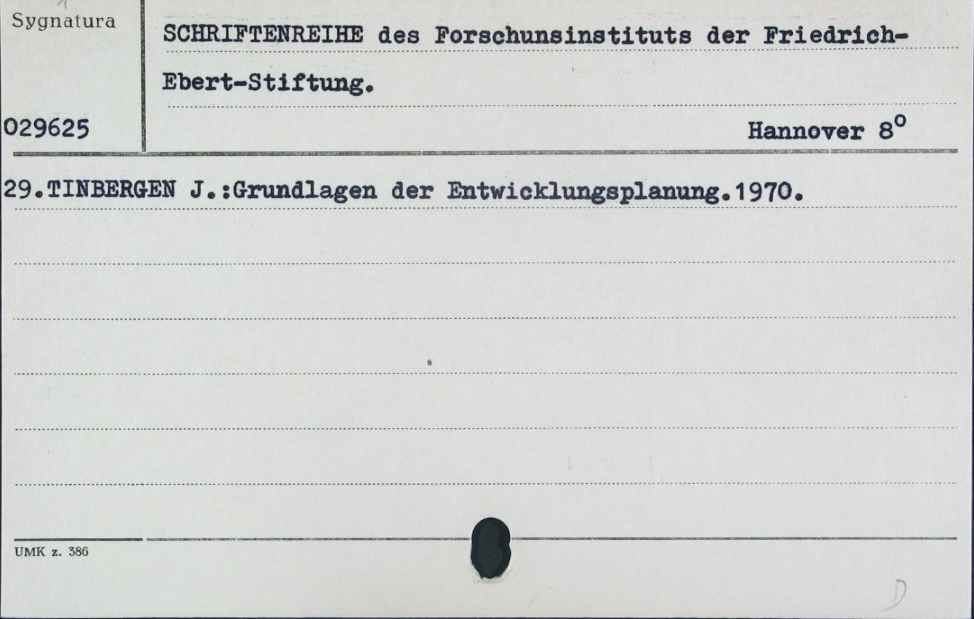 Sygnatura
SCHRIFTENREIHE des Forschunsinstituts der Friedrich-
Ebert-Stiftung.
029625
Hannover 8°
29.TINBERGEN J.:Grundlagen der Entwicklungsplanung.1970.
UMK z. 386
D